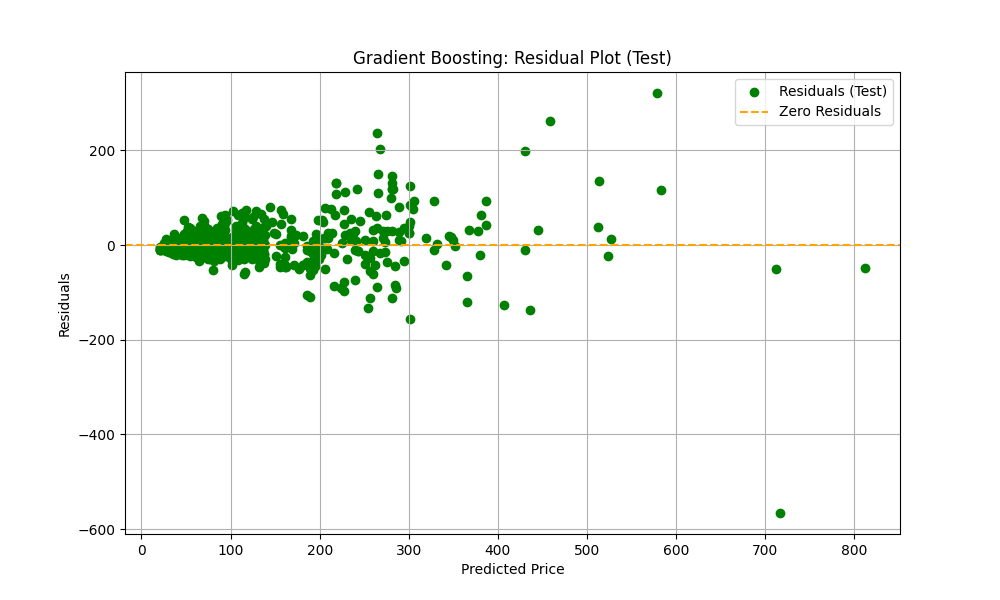 Gradient Boosting: Residual Plot (Test)
Residuals (Test)
Zero Residuals
Residuals
200
0
−200
−400
−600
0 100 200 300 400 500 600 700 800
Predicted Price